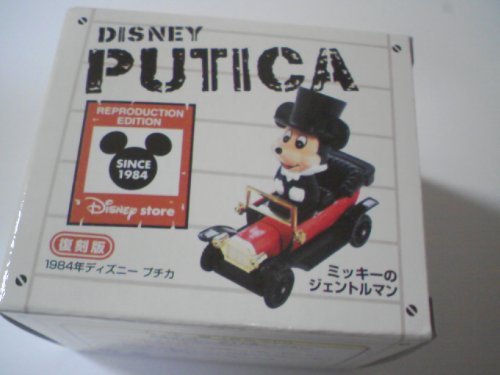 DISNEY
PUTICA
REPRODUCTION
EDITION
SINCE
1984
Disney store
復刻版
1984年ディズニー プチカ
ミッキーの
ジェントルマン